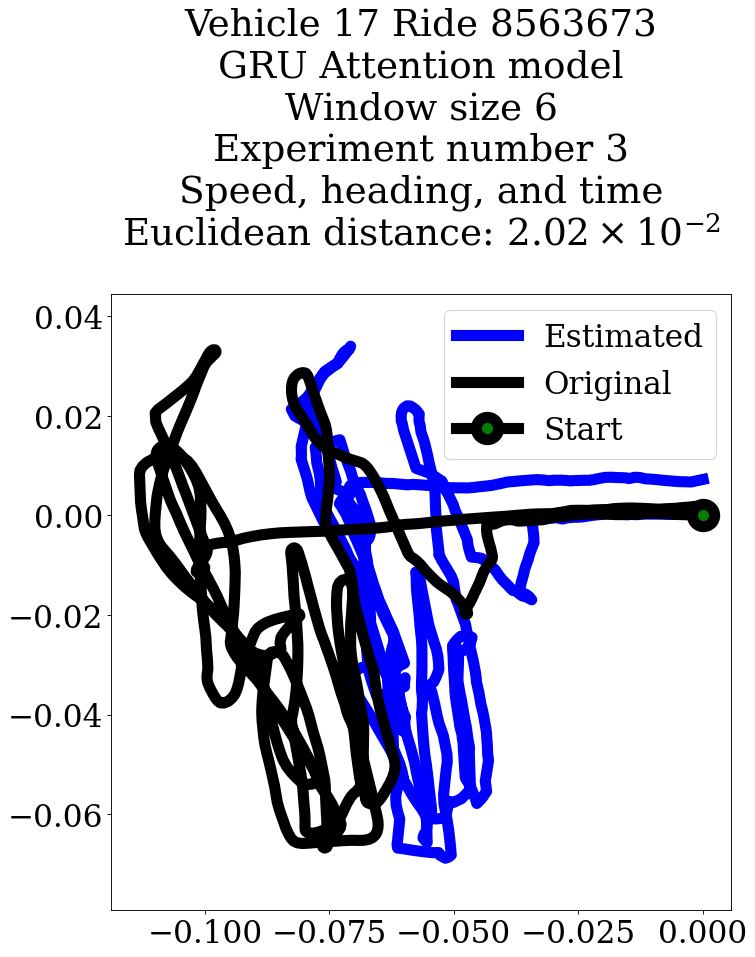 Vehicle 17 Ride 8563673
GRU Attention model
Window size 6
Experiment number 3
Speed, heading, and time
Euclidean distance: 2.02 × 10⁻²
Estimated
Original
Start
0.04
0.02
0.00
−0.02
−0.04
−0.06
−0.100 −0.075 −0.050 −0.025 0.000